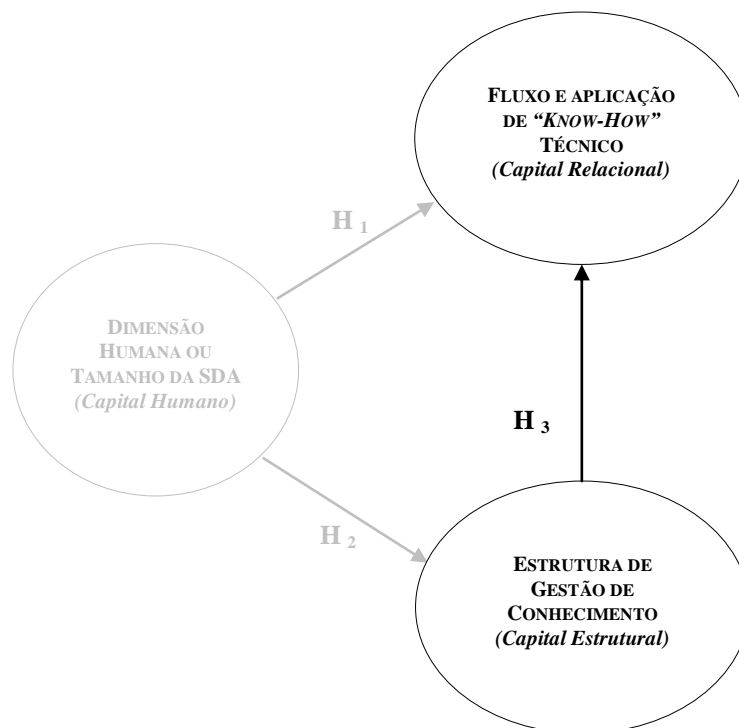 FLUXO E APLICAÇÃO
DE “KNOW-HOW”
TÉCNICO
(Capital Relacional)
H 1
DIMENSÃO
HUMANA OU
TAMANHO DA SDA
(Capital Humano)
H 3
H 2
ESTRUTURA DE
GESTÃO DE
CONHECIMENTO
(Capital Estrutural)